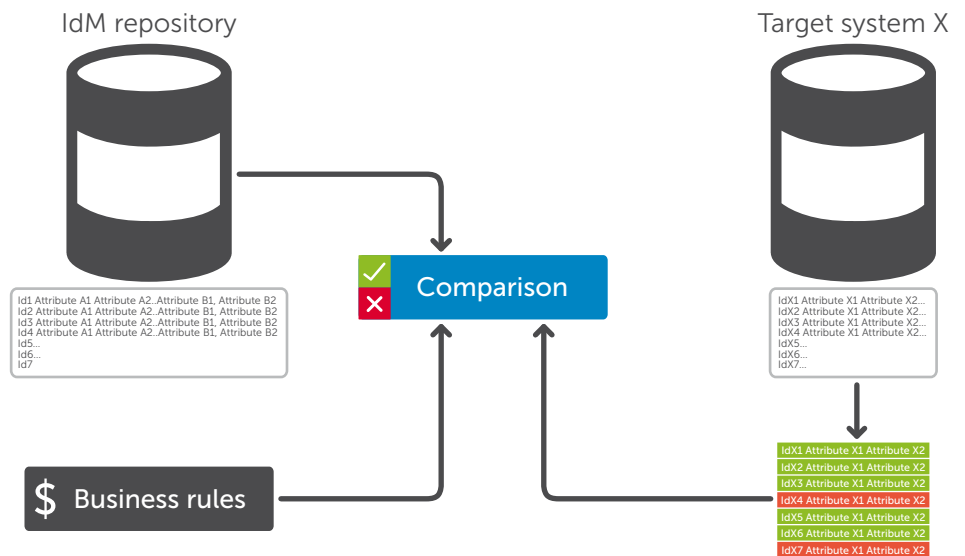 IdM repository
Target system X
Comparison
Id1 Attribute A1 Attribute A2..Attribute B1, Attribute B2
Id2 Attribute A1 Attribute A2..Attribute B1, Attribute B2
Id3 Attribute A1 Attribute A2..Attribute B1, Attribute B2
Id4 Attribute A1 Attribute A2..Attribute B1, Attribute B2
Id5...
Id6...
Id7
IdX1 Attribute X1 Attribute X2...
IdX2 Attribute X1 Attribute X2...
IdX3 Attribute X1 Attribute X2...
IdX4 Attribute X1 Attribute X2...
IdX5...
IdX6...
IdX7...
$ Business rules
IdX1 Attribute X1 Attribute X2
IdX2 Attribute X1 Attribute X2
IdX3 Attribute X1 Attribute X2
IdX4 Attribute X1 Attribute X2
IdX5 Attribute X1 Attribute X2
IdX6 Attribute X1 Attribute X2
IdX7 Attribute X1 Attribute X2